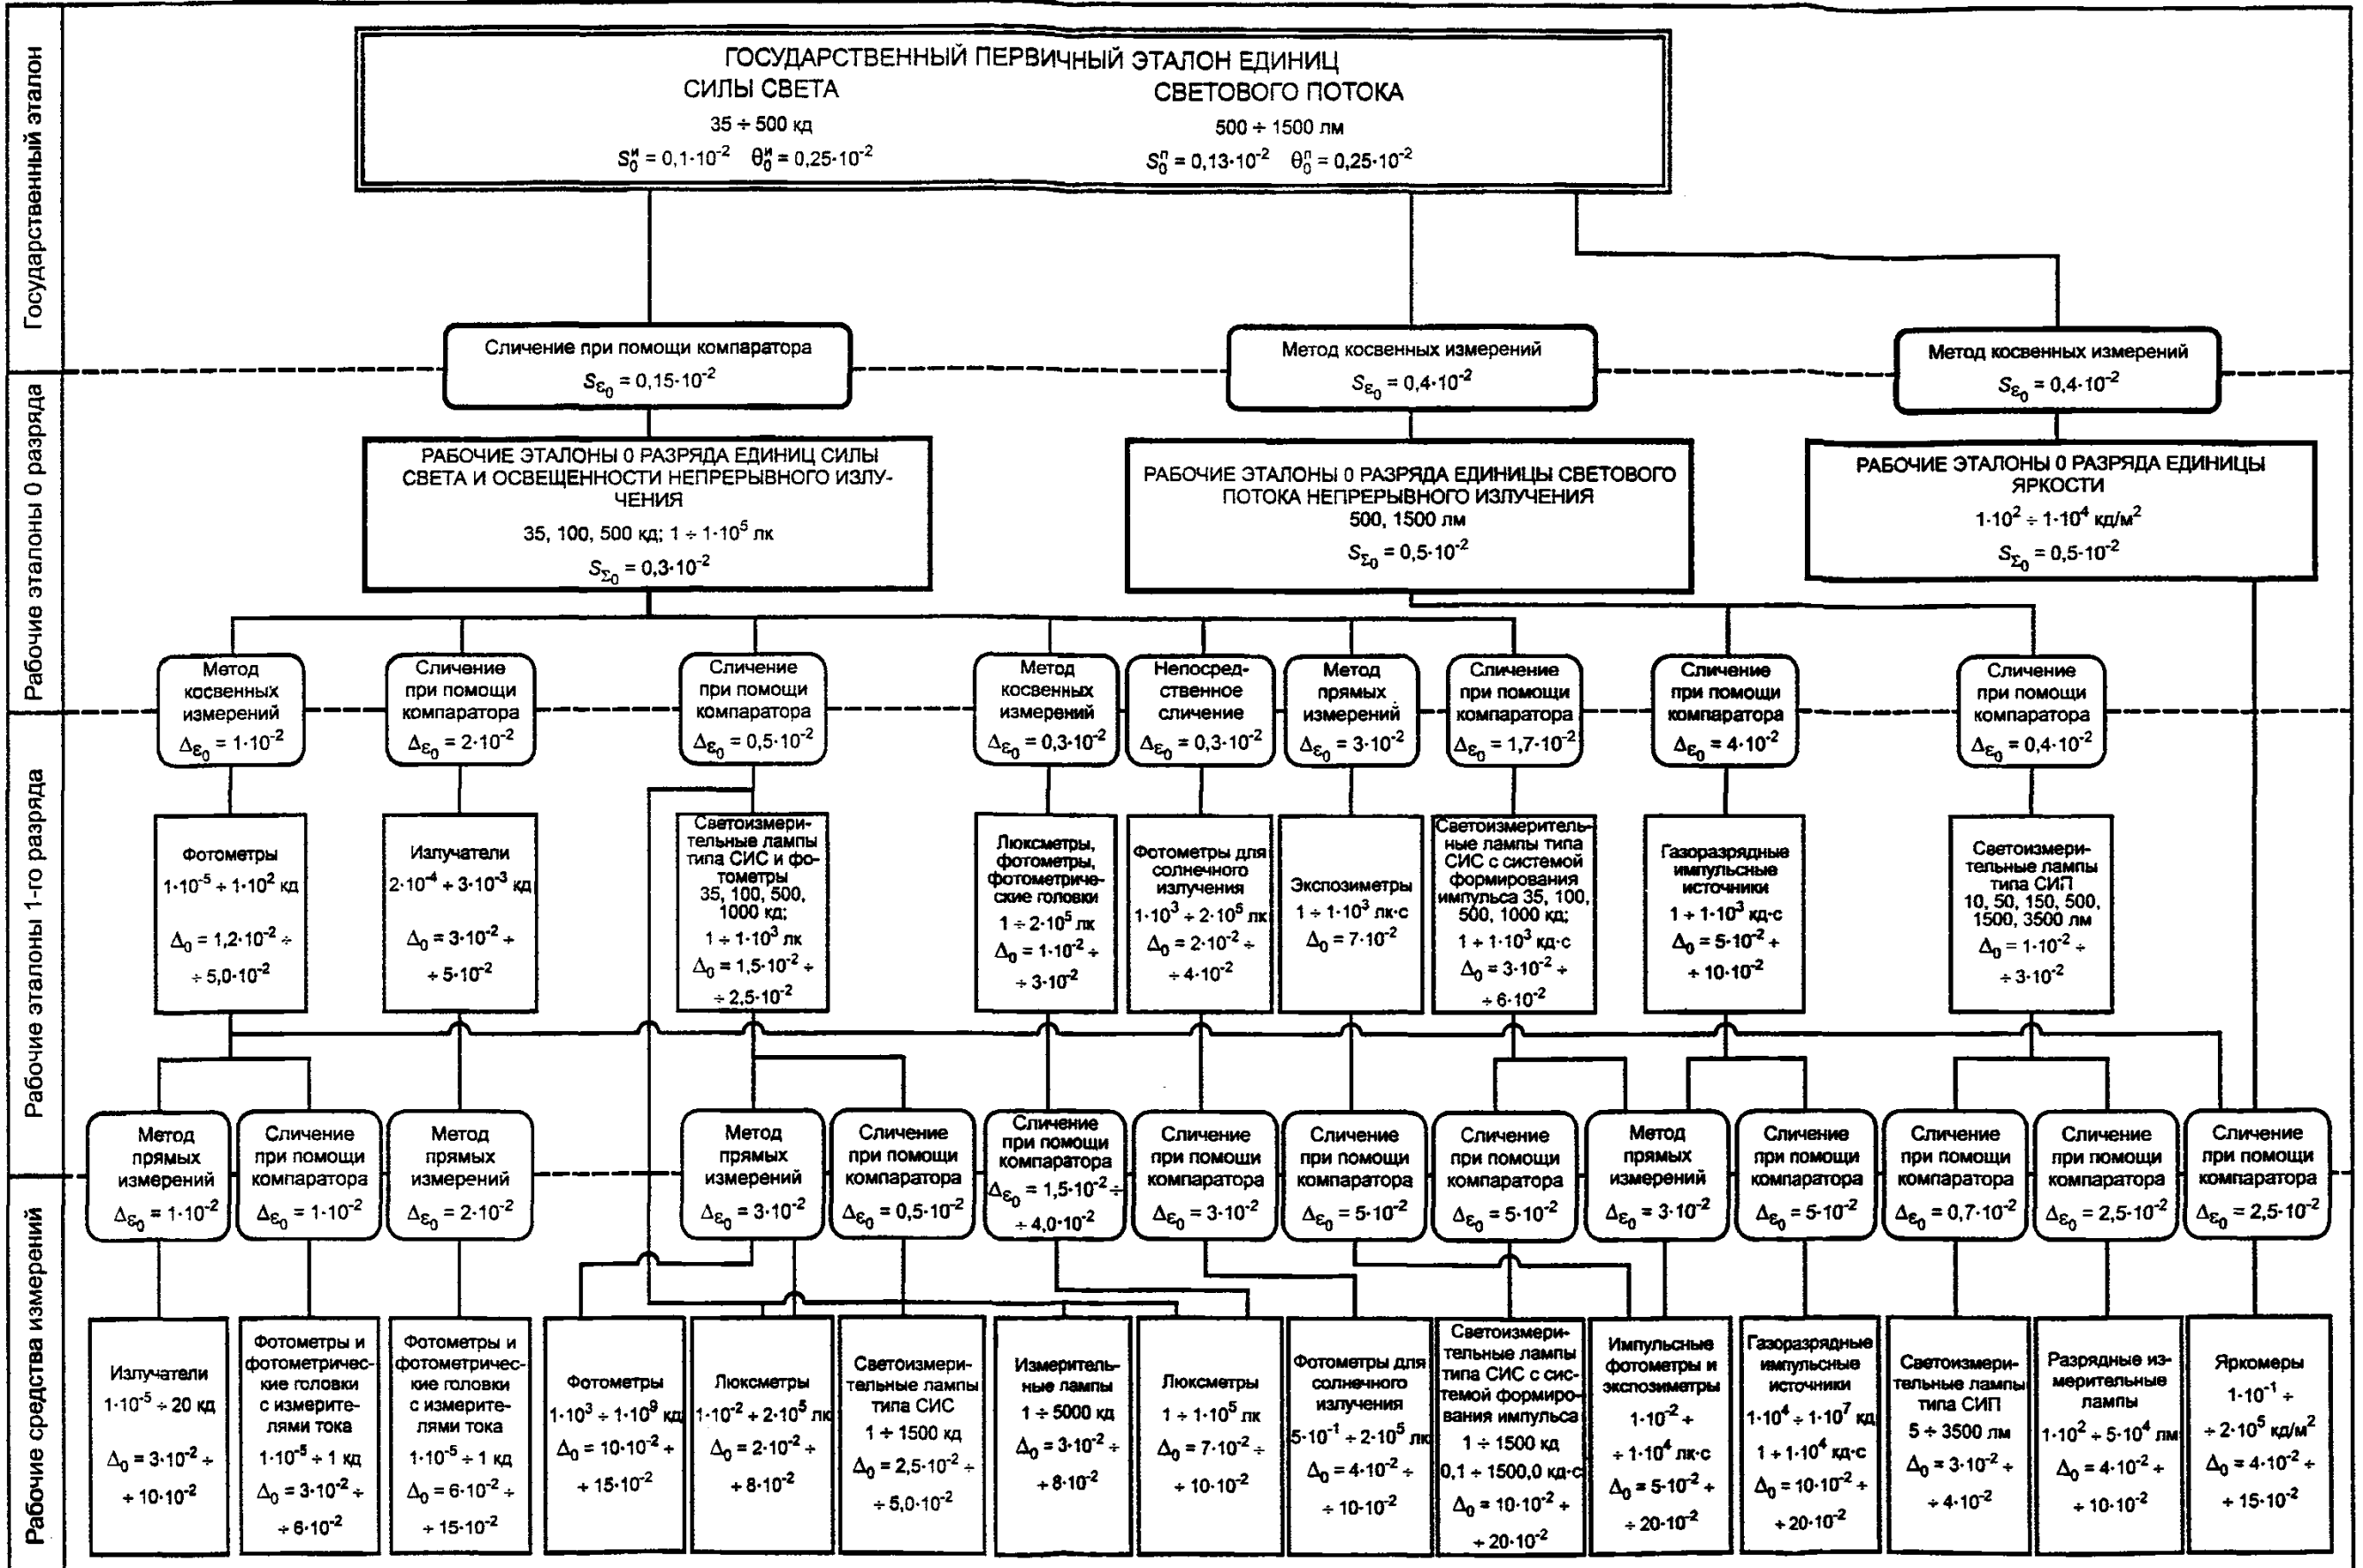 Государственный эталон
ГОСУДАРСТВЕННЫЙ ПЕРВИЧНЫЙ ЭТАЛОН ЕДИНИЦ
СИЛЫ СВЕТА
35 ÷ 500 кд
S₀ᴻ = 0,1·10⁻² θ₀ᴻ = 0,25·10⁻²
СВЕТОВОГО ПОТОКА
500 ÷ 1500 лм
S₀ⁿ = 0,13·10⁻² θ₀ⁿ = 0,25·10⁻²
Сличение при помощи компаратора
Sε₀ = 0,15·10⁻²
Метод косвенных измерений
Sε₀ = 0,4·10⁻²
Метод косвенных измерений
Sε₀ = 0,4·10⁻²
Рабочие эталоны 0 разряда
РАБОЧИЕ ЭТАЛОНЫ 0 РАЗРЯДА ЕДИНИЦ СИЛЫ
СВЕТА И ОСВЕЩЕННОСТИ НЕПРЕРЫВНОГО ИЗЛУ-
ЧЕНИЯ
35, 100, 500 кд; 1 ÷ 1·10⁵ лк
S_Σ₀ = 0,3·10⁻²
РАБОЧИЕ ЭТАЛОНЫ 0 РАЗРЯДА ЕДИНИЦЫ СВЕТОВОГО
ПОТОКА НЕПРЕРЫВНОГО ИЗЛУЧЕНИЯ
500, 1500 лм
S_Σ₀ = 0,5·10⁻²
РАБОЧИЕ ЭТАЛОНЫ 0 РАЗРЯДА ЕДИНИЦЫ
ЯРКОСТИ
1·10² ÷ 1·10⁴ кд/м²
S_Σ₀ = 0,5·10⁻²
Метод
косвенных
измерений
Δε₀ = 1·10⁻²
Сличение
при помощи
компаратора
Δε₀ = 2·10⁻²
Сличение
при помощи
компаратора
Δε₀ = 0,5·10⁻²
Метод
косвенных
измерений
Δε₀ = 0,3·10⁻²
Непосред-
ственное
сличение
Δε₀ = 0,3·10⁻²
Метод
прямых
измерений
Δε₀ = 3·10⁻²
Сличение
при помощи
компаратора
Δε₀ = 1,7·10⁻²
Сличение
при помощи
компаратора
Δε₀ = 4·10⁻²
Сличение
при помощи
компаратора
Δε₀ = 0,4·10⁻²
Рабочие эталоны 1-го разряда
Фотометры
1·10⁻⁵ ÷ 1·10² кд
Δ₀ = 1,2·10⁻² ÷
÷ 5,0·10⁻²
Излучатели
2·10⁻⁴ ÷ 3·10⁻³ кд
Δ₀ = 3·10⁻² ÷
÷ 5·10⁻²
Светоизмери-
тельные лампы
типа СИС и фо-
тометры
35, 100, 500,
1000 кд;
1 ÷ 1·10³ лк
Δ₀ = 1,5·10⁻² ÷
÷ 2,5·10⁻²
Люксметры,
фотометры,
фотометриче-
ские головки
1 ÷ 2·10⁵ лк
Δ₀ = 1·10⁻² ÷
÷ 3·10⁻²
Фотометры для
солнечного
излучения
1·10³ ÷ 2·10⁵ лк
Δ₀ = 2·10⁻² ÷
÷ 4·10⁻²
Экспозиметры
1 ÷ 1·10³ лк·с
Δ₀ = 7·10⁻²
Светоизмеритель-
ные лампы типа
СИС с системой
формирования
импульса 35, 100,
500, 1000 кд;
1 ÷ 1·10³ кд·с
Δ₀ = 3·10⁻² ÷
÷ 6·10⁻²
Газоразрядные
импульсные
источники
1 ÷ 1·10³ кд·с
Δ₀ = 5·10⁻² ÷
÷ 10·10⁻²
Светоизмери-
тельные лампы
типа СИП
10, 50, 150, 500,
1500, 3500 лм
Δ₀ = 1·10⁻² ÷
÷ 3·10⁻²
Метод
прямых
измерений
Δε₀ = 1·10⁻²
Сличение
при помощи
компаратора
Δε₀ = 1·10⁻²
Метод
прямых
измерений
Δε₀ = 2·10⁻²
Метод
прямых
измерений
Δε₀ = 3·10⁻²
Сличение
при помощи
компаратора
Δε₀ = 0,5·10⁻²
Сличение
при помощи
компаратора
Δε₀ = 1,5·10⁻² ÷
÷ 4,0·10⁻²
Сличение
при помощи
компаратора
Δε₀ = 3·10⁻²
Сличение
при помощи
компаратора
Δε₀ = 5·10⁻²
Сличение
при помощи
компаратора
Δε₀ = 5·10⁻²
Метод
прямых
измерений
Δε₀ = 3·10⁻²
Сличение
при помощи
компаратора
Δε₀ = 5·10⁻²
Сличение
при помощи
компаратора
Δε₀ = 0,7·10⁻²
Сличение
при помощи
компаратора
Δε₀ = 2,5·10⁻²
Сличение
при помощи
компаратора
Δε₀ = 2,5·10⁻²
Рабочие средства измерений
Излучатели
1·10⁻⁵ ÷ 20 кд
Δ₀ = 3·10⁻² ÷
÷ 10·10⁻²
Фотометры и
фотометричес-
кие головки
с измерите-
лями тока
1·10⁻⁵ ÷ 1 кд
Δ₀ = 3·10⁻² ÷
÷ 6·10⁻²
Фотометры и
фотометричес-
кие головки
с измерите-
лями тока
1·10⁻⁵ ÷ 1 кд
Δ₀ = 6·10⁻² ÷
÷ 15·10⁻²
Фотометры
1·10³ ÷ 1·10⁹ кд
Δ₀ = 10·10⁻² ÷
÷ 15·10⁻²
Люксметры
1·10⁻² ÷ 2·10⁵ лк
Δ₀ = 2·10⁻² ÷
÷ 8·10⁻²
Светоизмери-
тельные лампы
типа СИС
1 ÷ 1500 кд
Δ₀ = 2,5·10⁻² ÷
÷ 5,0·10⁻²
Измеритель-
ные лампы
1 ÷ 5000 кд
Δ₀ = 3·10⁻² ÷
÷ 8·10⁻²
Люксметры
1 ÷ 1·10⁵ лк
Δ₀ = 7·10⁻² ÷
÷ 10·10⁻²
Фотометры для
солнечного
излучения
5·10⁻¹ ÷ 2·10⁵ лк
Δ₀ = 4·10⁻² ÷
÷ 10·10⁻²
Светоизмери-
тельные лампы
типа СИС с сис-
темой формиро-
вания импульса
1 ÷ 1500 кд
0,1 ÷ 1500,0 кд·с
Δ₀ = 10·10⁻² ÷
÷ 20·10⁻²
Импульсные
фотометры и
экспозиметры
1·10⁻² ÷
÷ 1·10⁴ лк·с
Δ₀ = 5·10⁻² ÷
÷ 20·10⁻²
Газоразрядные
импульсные
источники
1·10⁴ ÷ 1·10⁷ кд
1 ÷ 1·10⁴ кд·с
Δ₀ = 10·10⁻² ÷
÷ 20·10⁻²
Светоизмери-
тельные лампы
типа СИП
5 ÷ 3500 лм
Δ₀ = 3·10⁻² ÷
÷ 4·10⁻²
Разрядные из-
мерительные
лампы
1·10² ÷ 5·10⁴ лм
Δ₀ = 4·10⁻² ÷
÷ 10·10⁻²
Яркомеры
1·10⁻¹ ÷
÷ 2·10⁵ кд/м²
Δ₀ = 4·10⁻² ÷
÷ 15·10⁻²